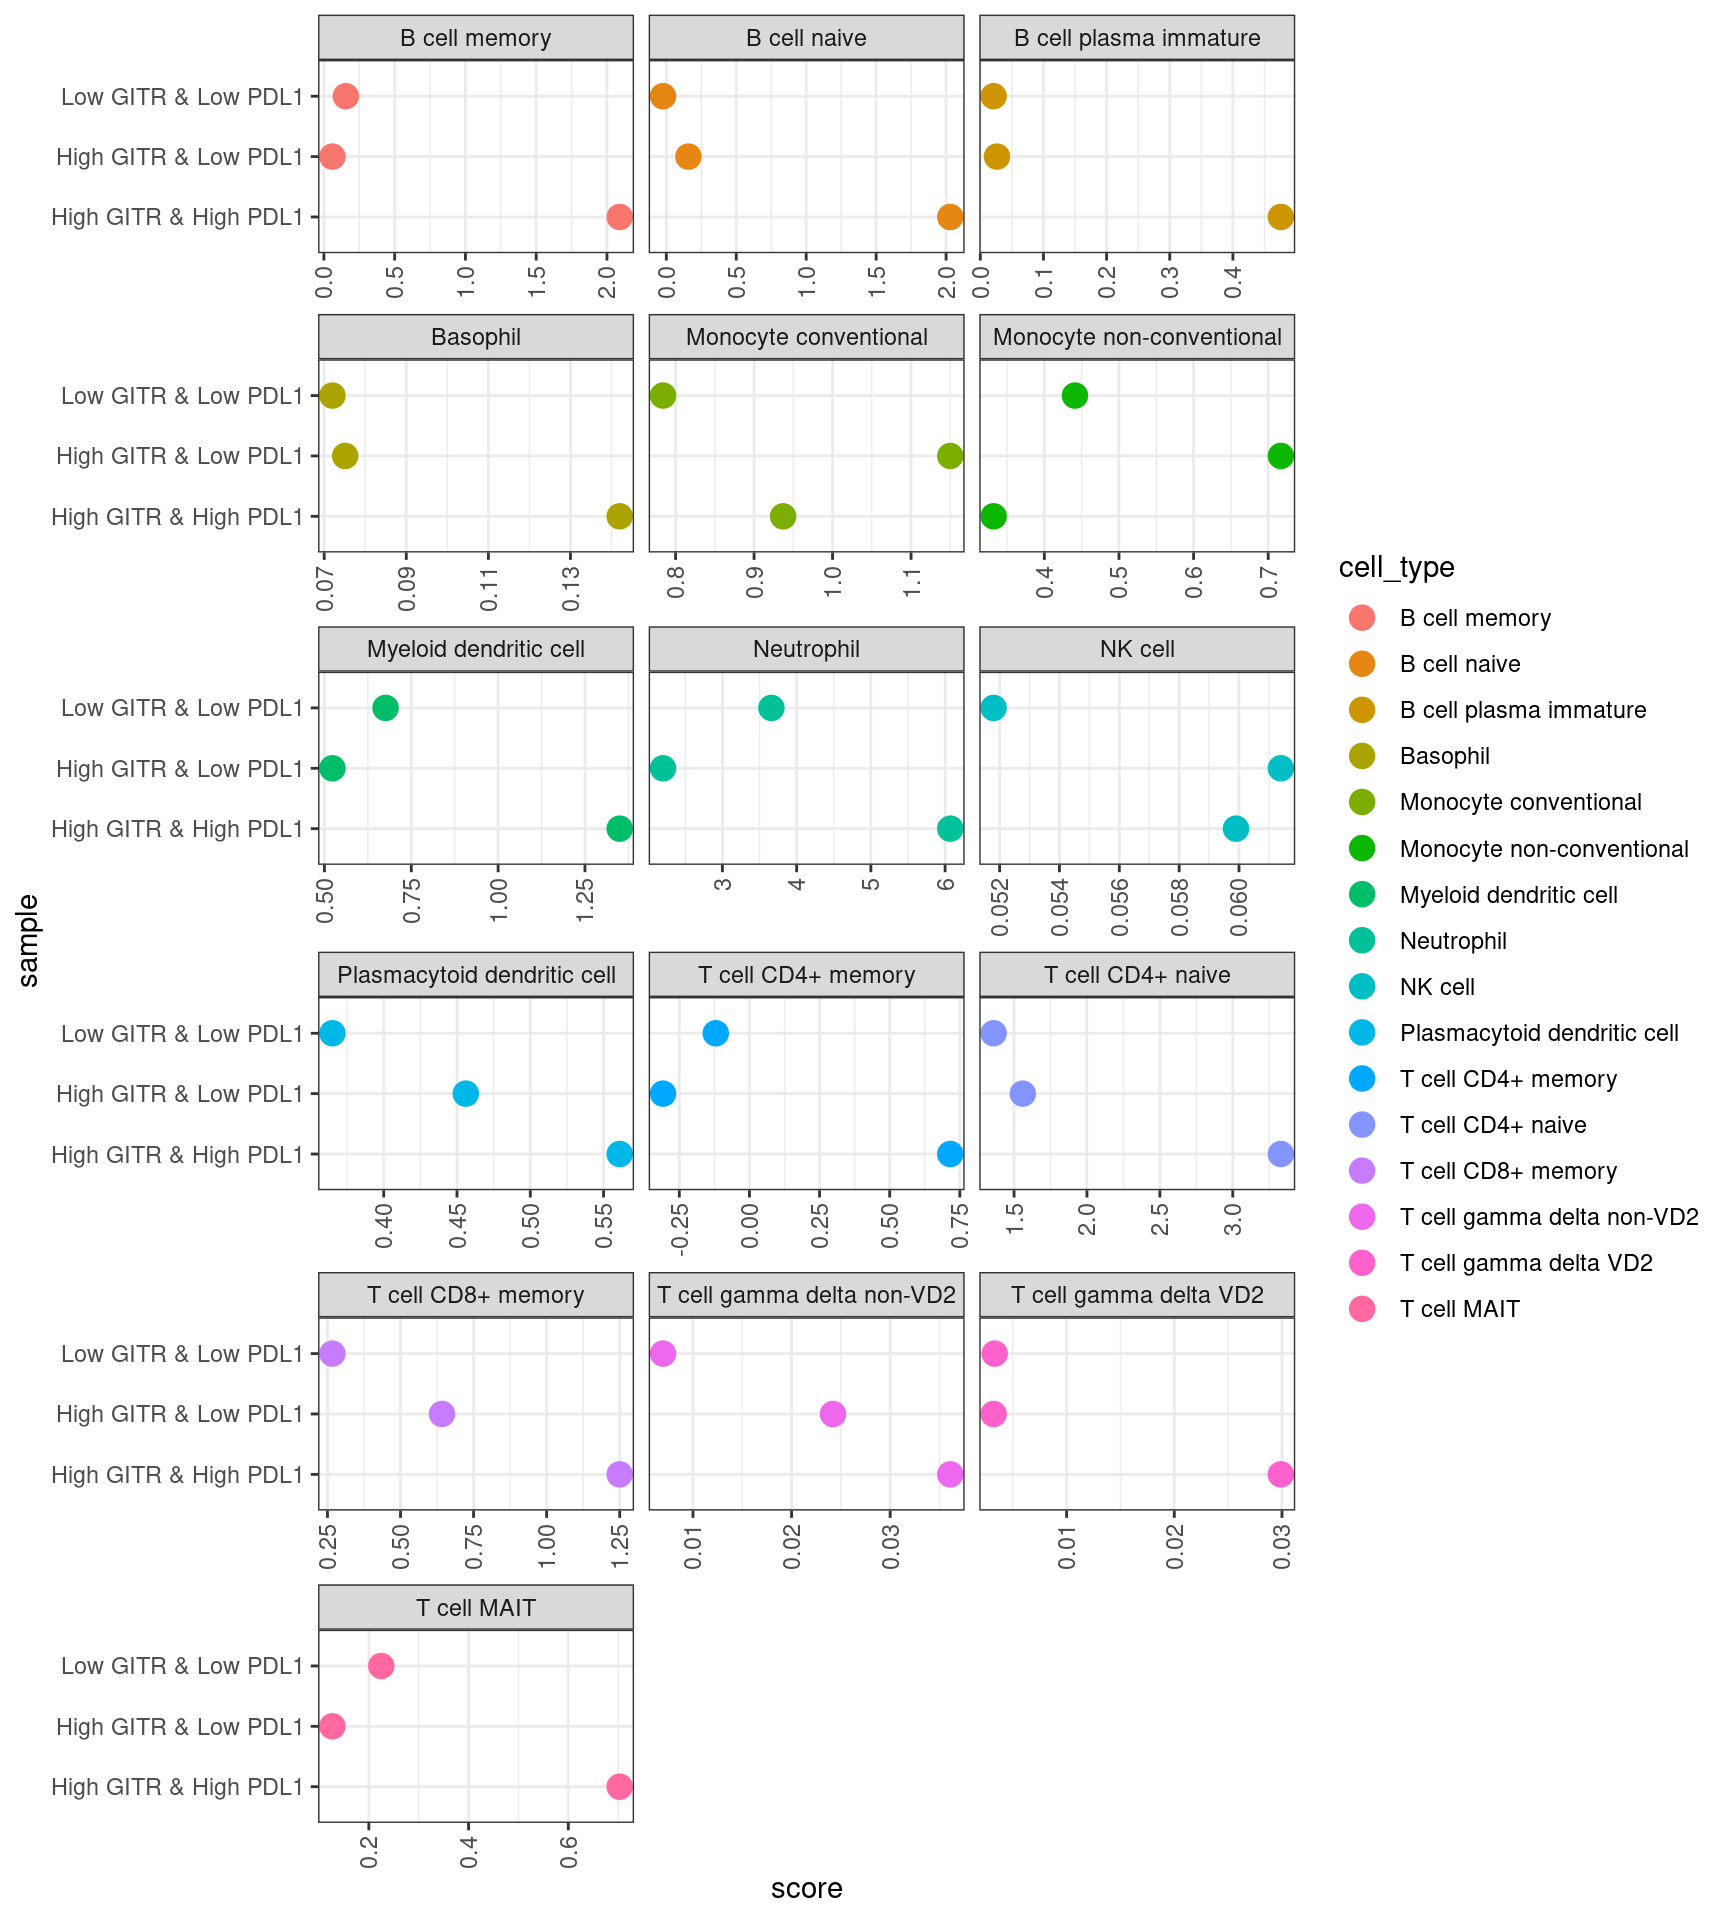 B cell memory
B cell naive
B cell plasma immature
Low GITR & Low PDL1
High GITR & Low PDL1
High GITR & High PDL1
0.0 0.5 1.0 1.5 2.0
0.0 0.5 1.0 1.5 2.0
0.0 0.1 0.2 0.3 0.4
Basophil
Monocyte conventional
Monocyte non-conventional
Low GITR & Low PDL1
High GITR & Low PDL1
High GITR & High PDL1
0.07 0.09 0.11 0.13
0.8 0.9 1.0 1.1
0.4 0.5 0.6 0.7
Myeloid dendritic cell
Neutrophil
NK cell
Low GITR & Low PDL1
High GITR & Low PDL1
High GITR & High PDL1
0.50 0.75 1.00 1.25
3 4 5 6
0.052 0.054 0.056 0.058 0.060
Plasmacytoid dendritic cell
T cell CD4+ memory
T cell CD4+ naive
Low GITR & Low PDL1
High GITR & Low PDL1
High GITR & High PDL1
0.40 0.45 0.50 0.55
-0.25 0.00 0.25 0.50 0.75
1.5 2.0 2.5 3.0
T cell CD8+ memory
T cell gamma delta non-VD2
T cell gamma delta VD2
Low GITR & Low PDL1
High GITR & Low PDL1
High GITR & High PDL1
0.25 0.50 0.75 1.00 1.25
0.01 0.02 0.03
0.01 0.02 0.03
T cell MAIT
Low GITR & Low PDL1
High GITR & Low PDL1
High GITR & High PDL1
0.2 0.4 0.6
score
sample
cell_type
B cell memory
B cell naive
B cell plasma immature
Basophil
Monocyte conventional
Monocyte non-conventional
Myeloid dendritic cell
Neutrophil
NK cell
Plasmacytoid dendritic cell
T cell CD4+ memory
T cell CD4+ naive
T cell CD8+ memory
T cell gamma delta non-VD2
T cell gamma delta VD2
T cell MAIT